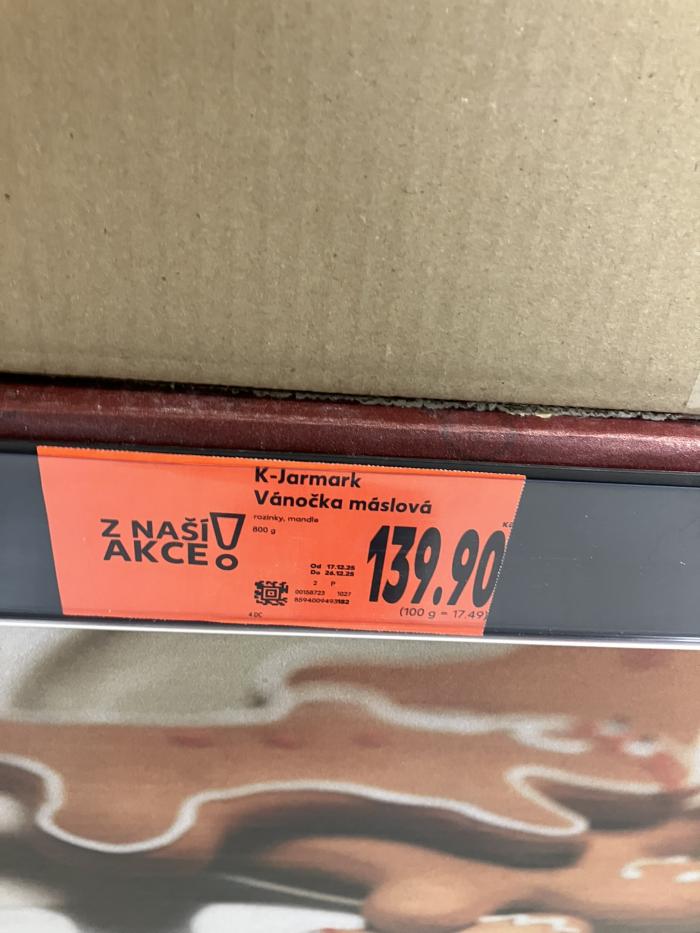 K-Jarmark
Vánočka máslová
rozinky, mandle
800 g
Z NAŠÍ
AKCE!
Kč
139.90
(100 g = 17.49)
Od 17.12.25
Do 26.12.25
2 P
00158723 1027
8594009493182
4 DC